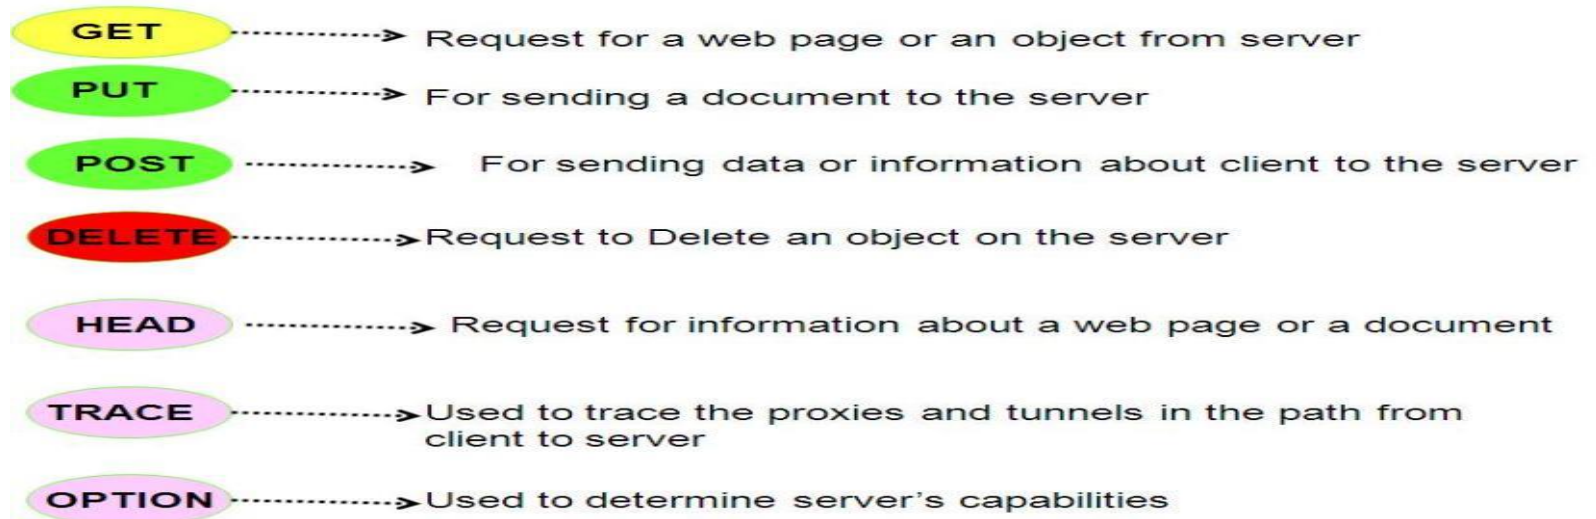 GET Request for a web page or an object from server
PUT For sending a document to the server
POST For sending data or information about client to the server
DELETE Request to Delete an object on the server
HEAD Request for information about a web page or a document
TRACE Used to trace the proxies and tunnels in the path from
client to server
OPTION Used to determine server's capabilities